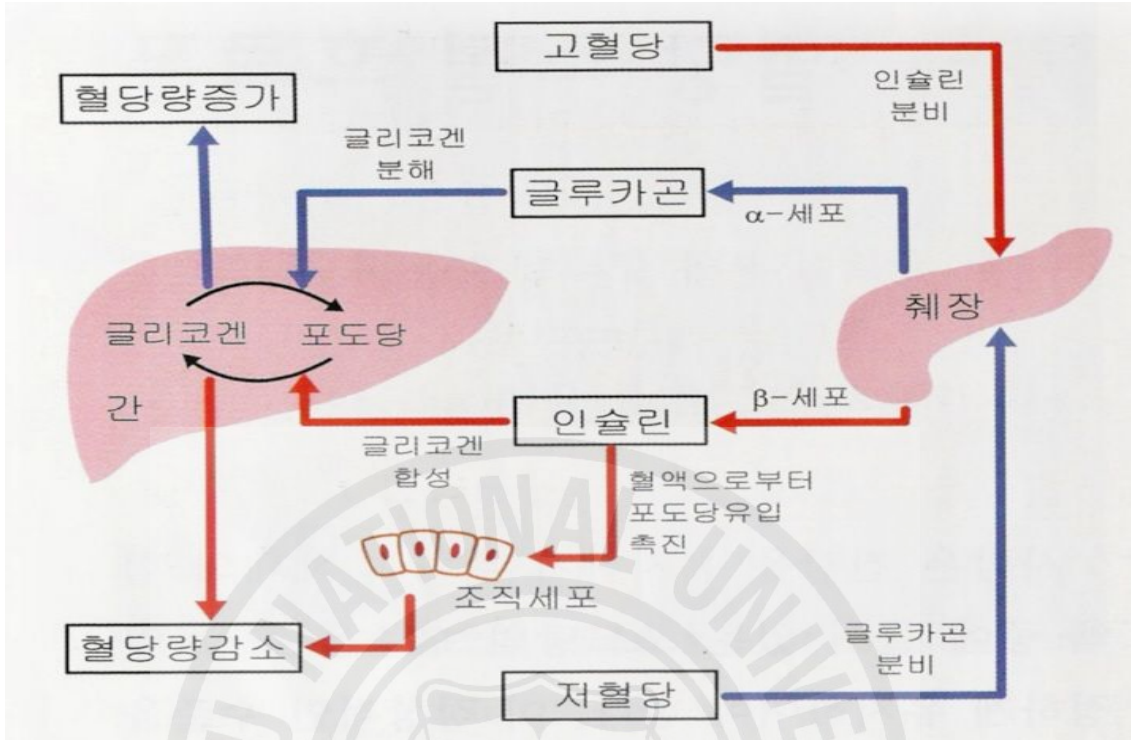 고혈당
혈당량증가
인슐린
분비
글리코겐
분해
글루카곤
α-세포
췌장
글리코겐
포도당
간
β-세포
인슐린
글리코겐
합성
혈액으로부터
포도당유입
촉진
조직세포
혈당량감소
글루카곤
분비
저혈당
NATIONAL UNIVE